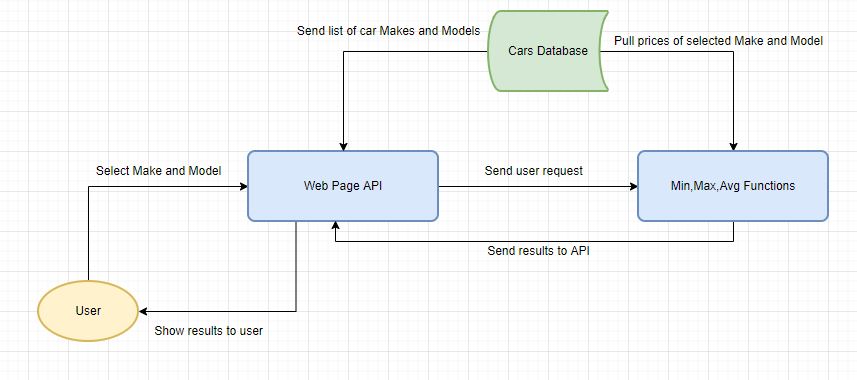 Send list of car Makes and Models
Cars Database
Pull prices of selected Make and Model
Select Make and Model
Web Page API
Send user request
Min,Max,Avg Functions
Send results to API
User
Show results to user